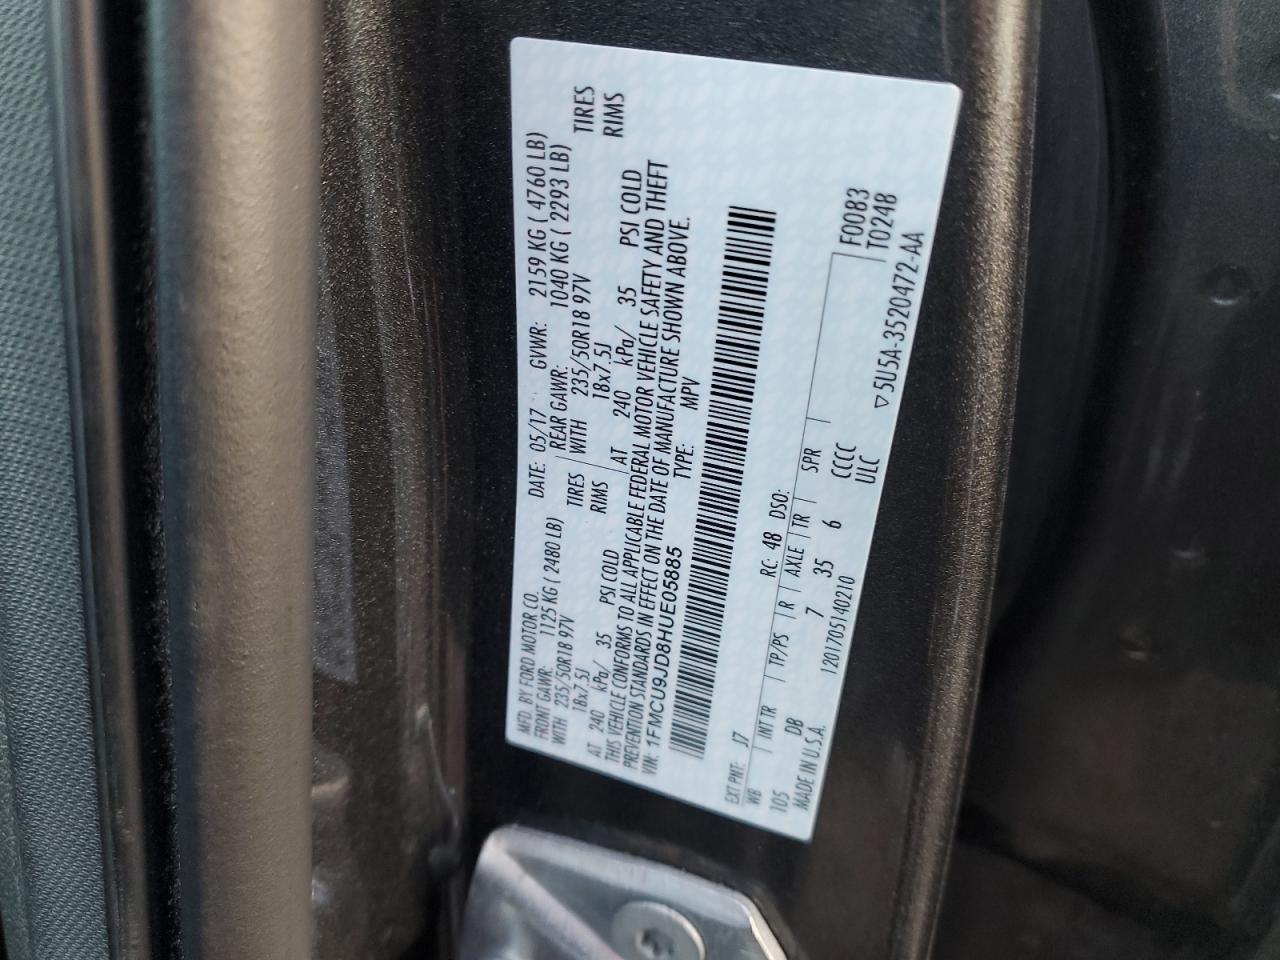 MFD. BY FORD MOTOR CO. DATE: 05/17 GVWR: 2159 KG ( 4760 LB)
FRONT GAWR: 1125 KG ( 2480 LB) REAR GAWR: 1040 KG ( 2293 LB)
WITH 235/50R18 97V TIRES WITH 235/50R18 97V TIRES
18x7.5J RIMS 18x7.5J RIMS
AT 240 kPa/ 35 PSI COLD AT 240 kPa/ 35 PSI COLD
THIS VEHICLE CONFORMS TO ALL APPLICABLE FEDERAL MOTOR VEHICLE SAFETY AND THEFT
PREVENTION STANDARDS IN EFFECT ON THE DATE OF MANUFACTURE SHOWN ABOVE.
VIN: 1FMCU9JD8HUE05885 TYPE: MPV
EXT PNT: J7 RC: 48 DSO:
WB INT TR TP/PS R AXLE TR SPR F0083
105 DB 7 35 6 CCCC T0248
MADE IN U.S.A. 1201705140210 ULC ▽5U5A-3520472-AA